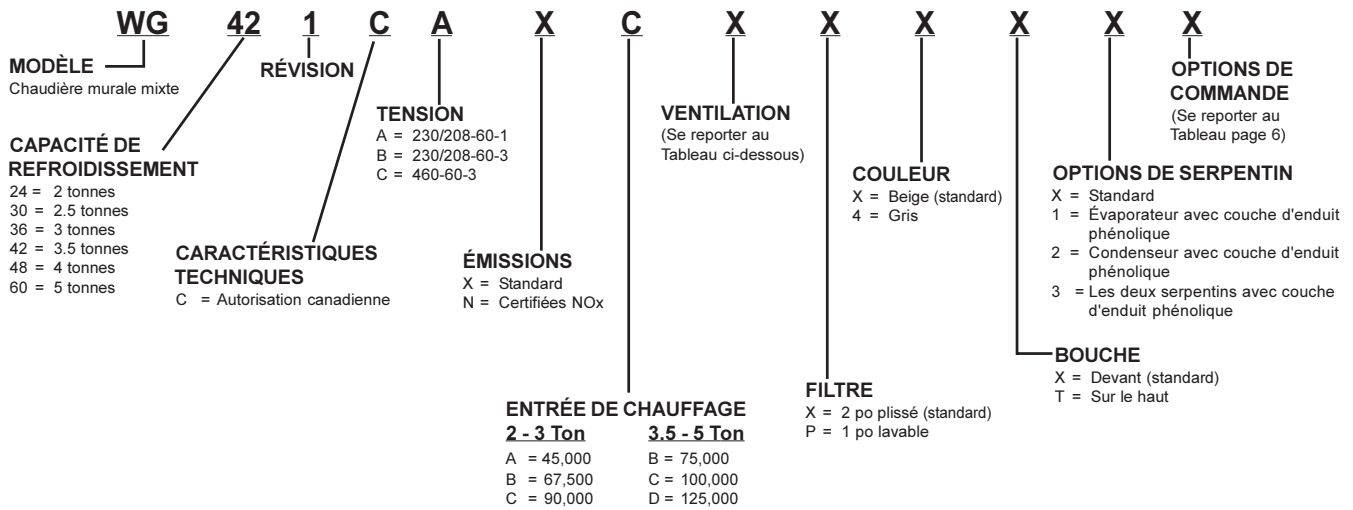 WG 42 1 C A X C X X X X X X
MODÈLE
Chaudière murale mixte
RÉVISION
CAPACITÉ DE
REFROIDISSEMENT
24 = 2 tonnes
30 = 2.5 tonnes
36 = 3 tonnes
42 = 3.5 tonnes
48 = 4 tonnes
60 = 5 tonnes
CARACTÉRISTIQUES
TECHNIQUES
C = Autorisation canadienne
TENSION
A = 230/208-60-1
B = 230/208-60-3
C = 460-60-3
ÉMISSIONS
X = Standard
N = Certifiées NOx
ENTRÉE DE CHAUFFAGE
2 - 3 Ton 3.5 - 5 Ton
A = 45,000 B = 75,000
B = 67,500 C = 100,000
C = 90,000 D = 125,000
VENTILATION
(Se reporter au
Tableau ci-dessous)
FILTRE
X = 2 po plissé (standard)
P = 1 po lavable
COULEUR
X = Beige (standard)
4 = Gris
BOUCHE
X = Devant (standard)
T = Sur le haut
OPTIONS DE SERPENTIN
X = Standard
1 = Évaporateur avec couche d'enduit
phénolique
2 = Condenseur avec couche d'enduit
phénolique
3 = Les deux serpentins avec couche
d'enduit phénolique
OPTIONS DE
COMMANDE
(Se reporter au
Tableau page 6)